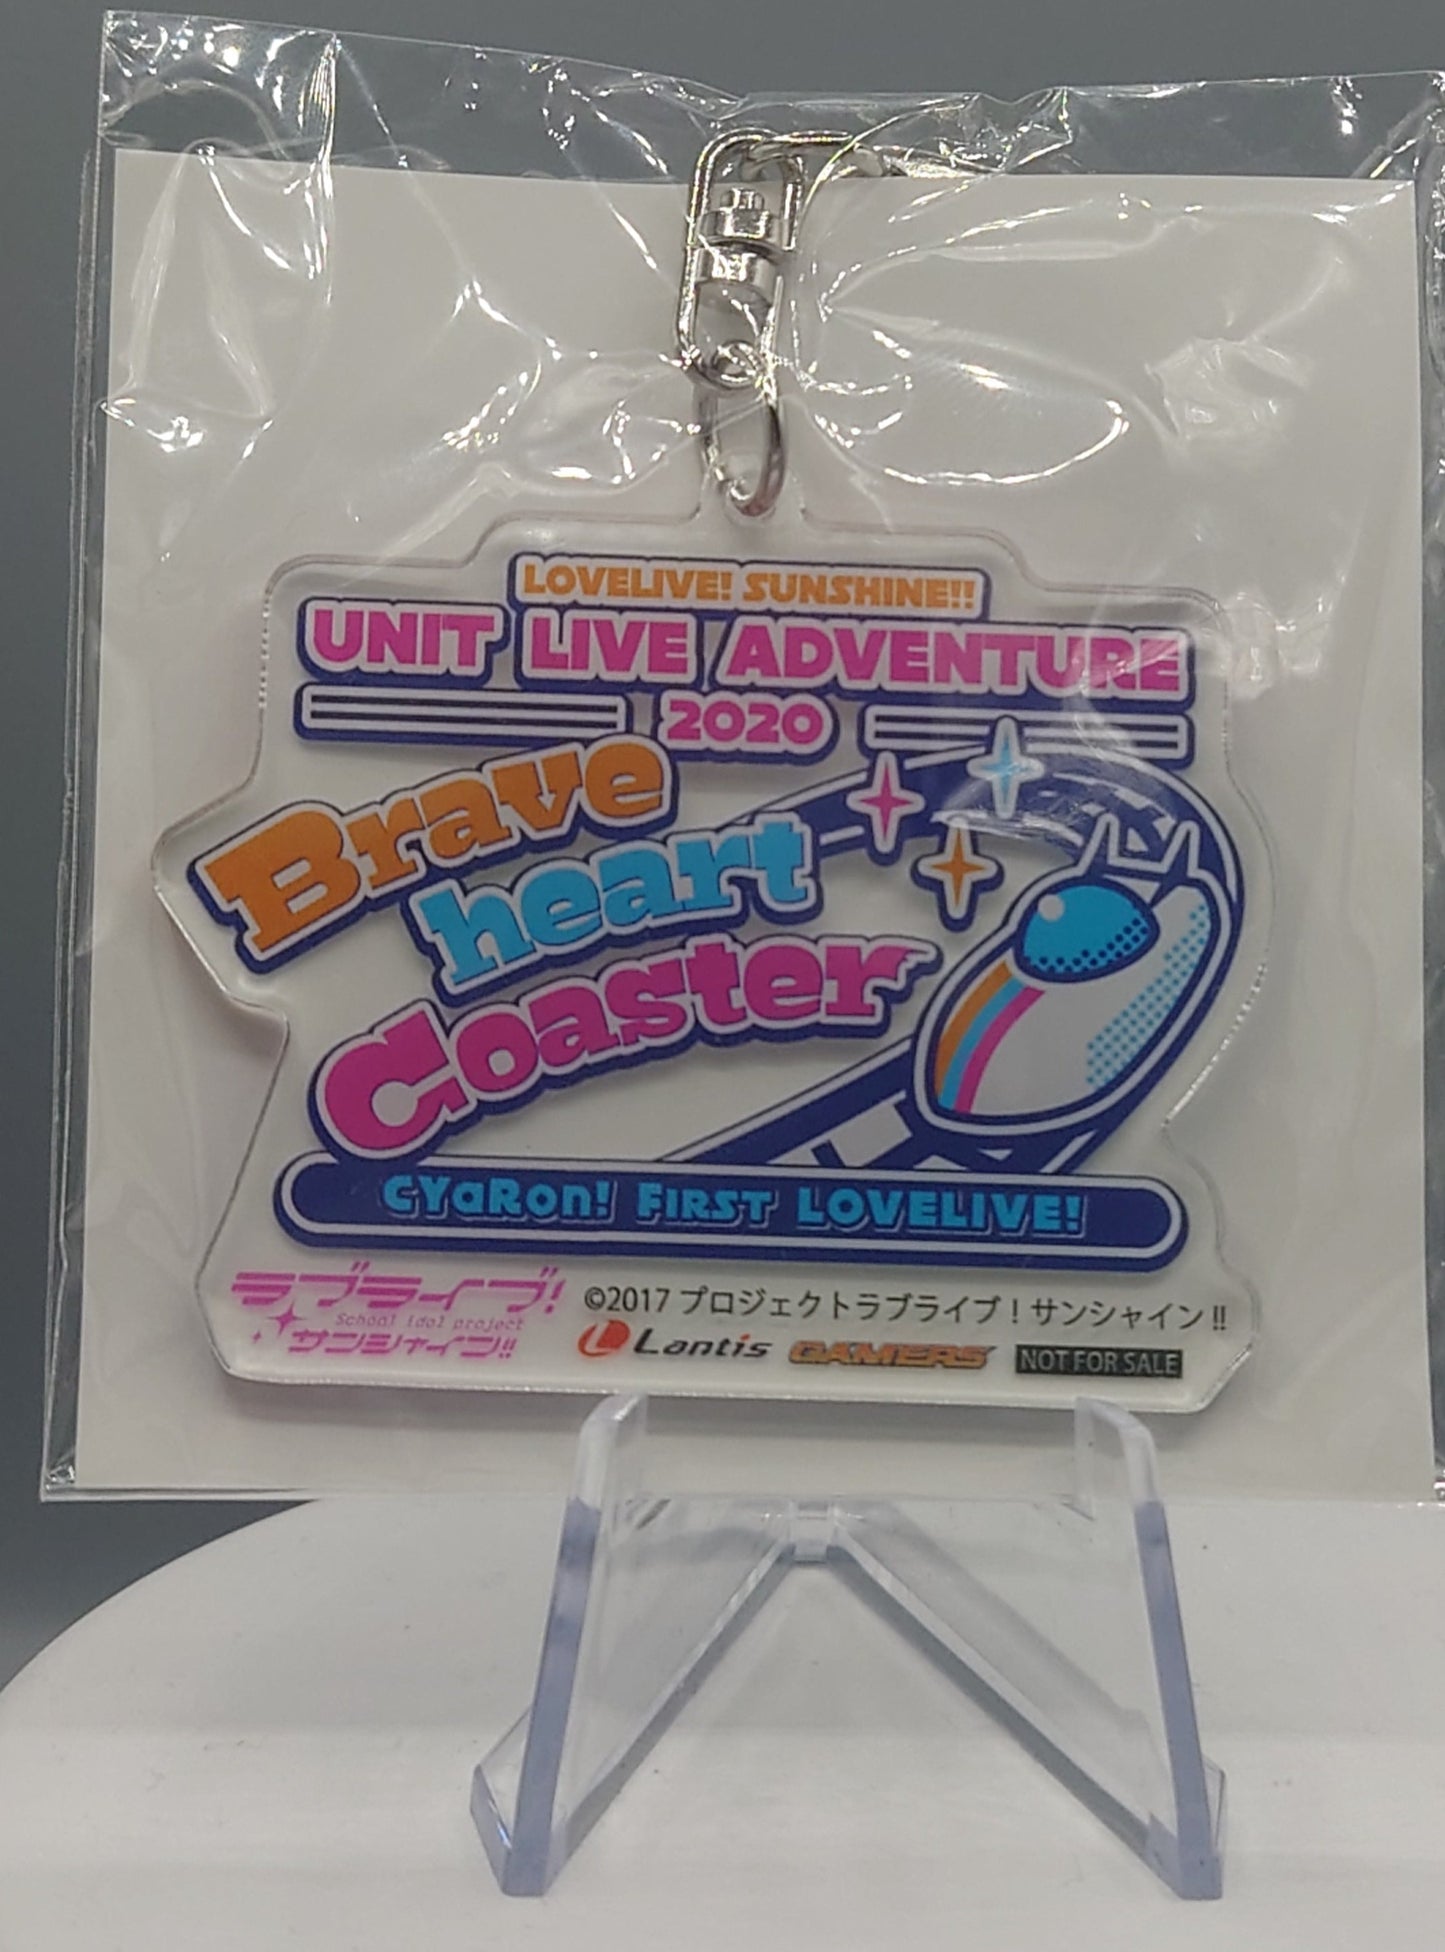 LOVELIVE! SUNSHINE!!
UNIT LIVE ADVENTURE
2020
Brave
heart
Coaster
CYaRon! FIRST LOVELIVE!
ラブライブ!
School idol project
サンシャイン!!
©2017 プロジェクトラブライブ！サンシャイン!!
Lantis GAMERS NOT FOR SALE